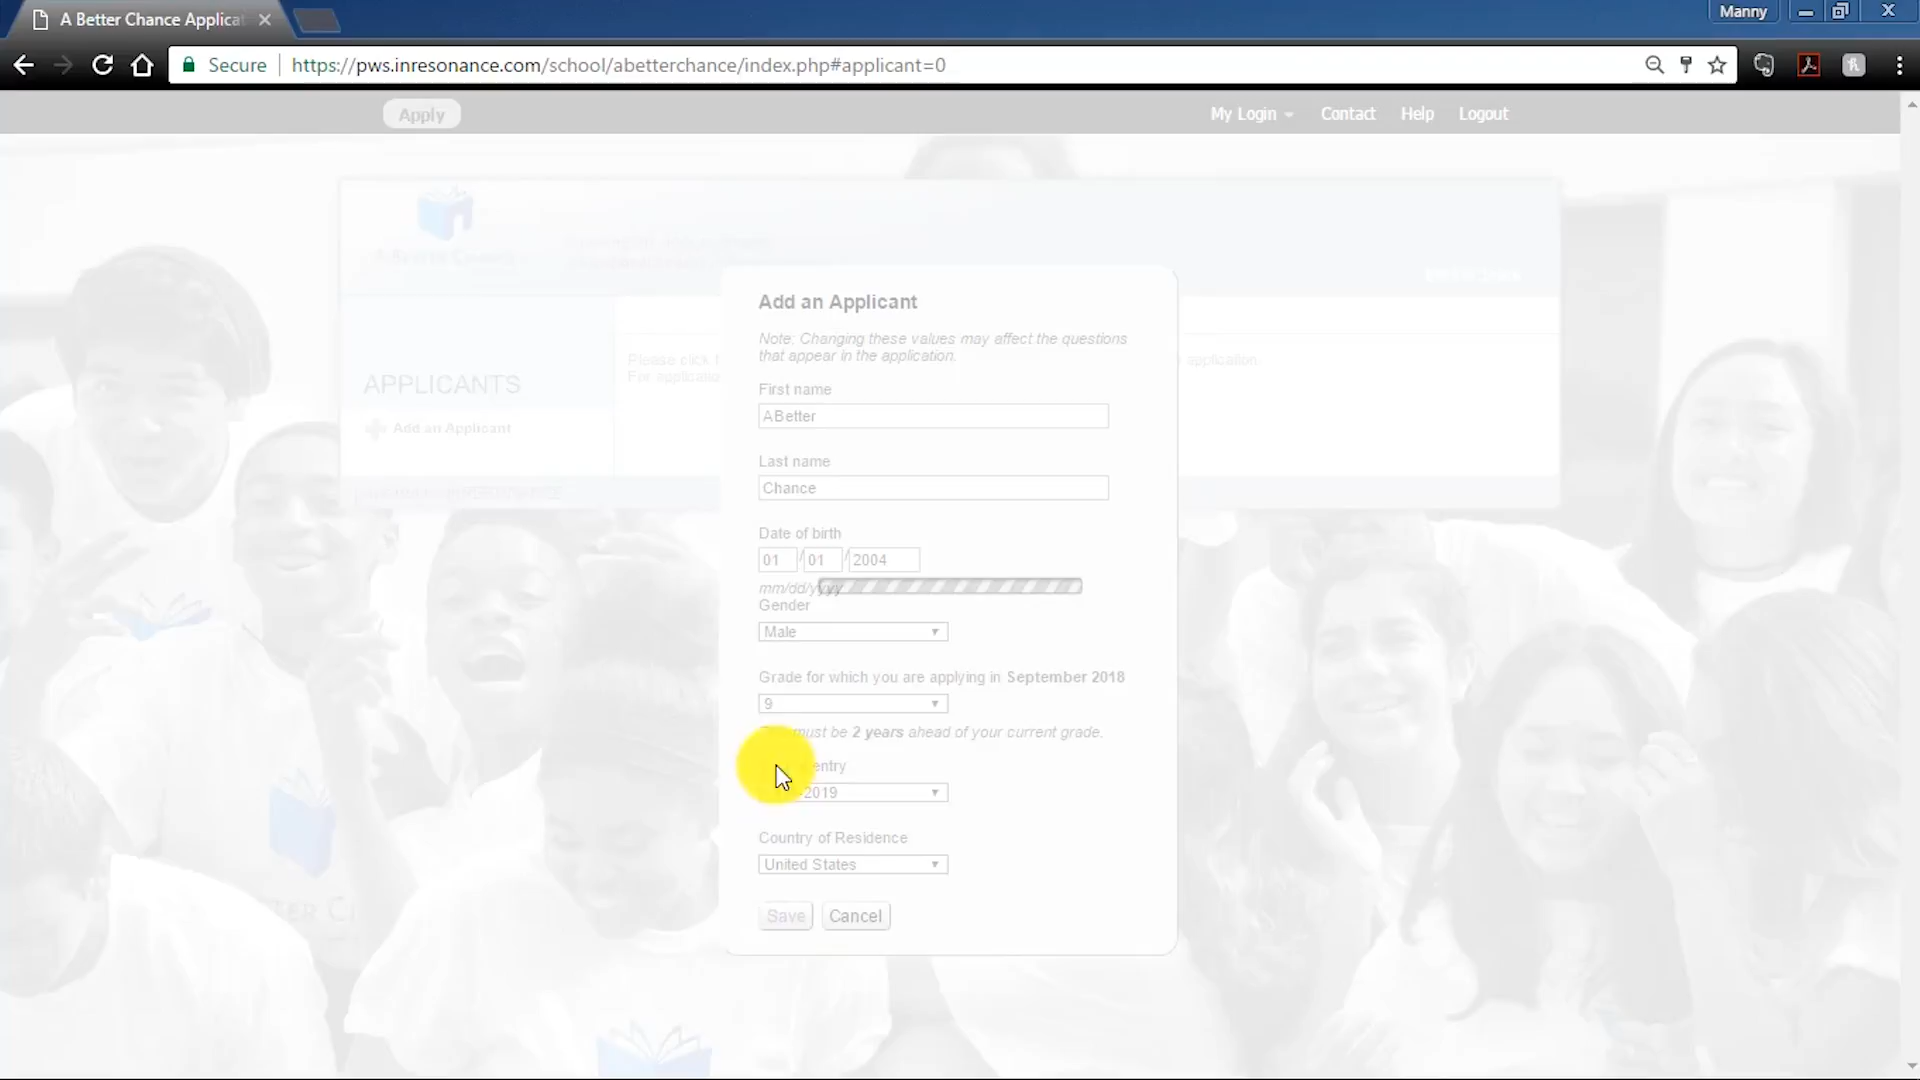 A Better Chance Applica
Manny
Secure
https://pws.inresonance.com/school/abetterchance/index.php#applicant=0
Apply
My Login
Contact
Help
Logout
A Better Chance
Add an Applicant
Note: Changing these values may affect the questions
that appear in the application.
Please click
application.
For applicatio
APPLICANTS
Add an Applicant
First name
ABetter
Last name
Chance
Date of birth
01 / 01 / 2004
mm/dd/yyyy
Gender
Male
Grade for which you are applying in September 2018
9
must be 2 years ahead of your current grade.
entry
-2019
Country of Residence
United States
Save
Cancel